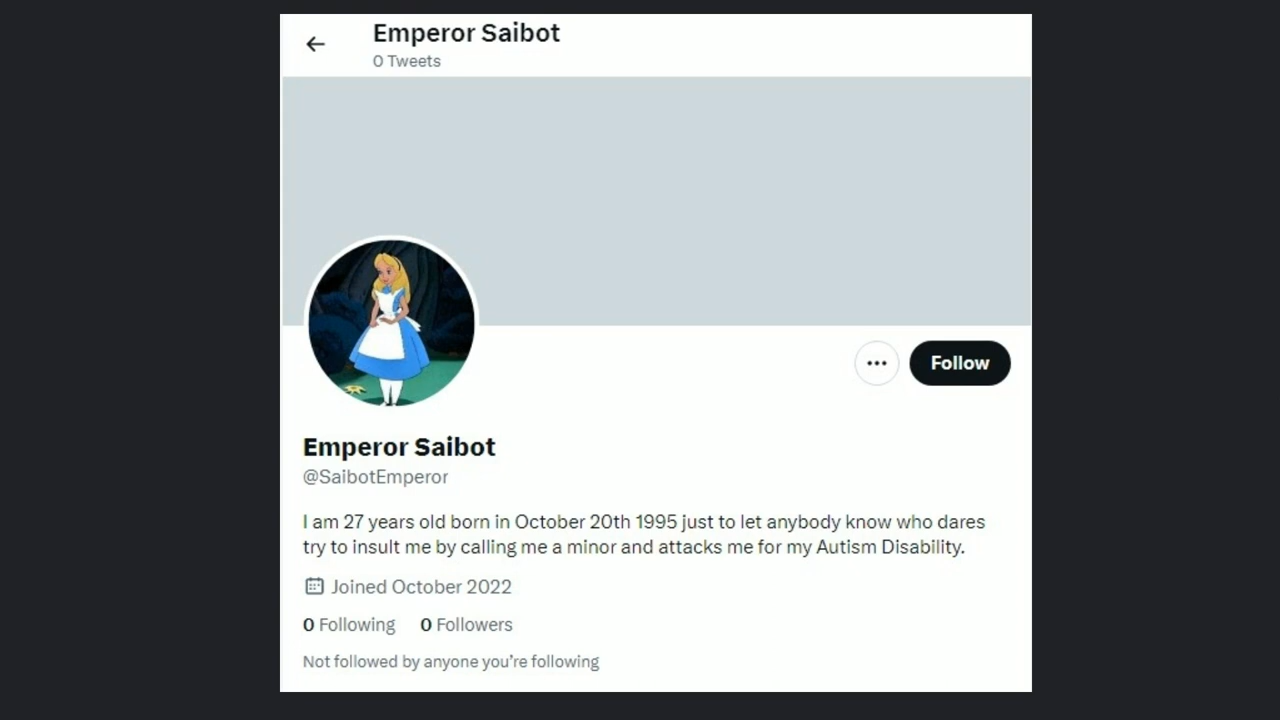 Emperor Saibot
0 Tweets
Follow
Emperor Saibot
@SaibotEmperor
I am 27 years old born in October 20th 1995 just to let anybody know who dares
try to insult me by calling me a minor and attacks me for my Autism Disability.
Joined October 2022
0 Following 0 Followers
Not followed by anyone you’re following